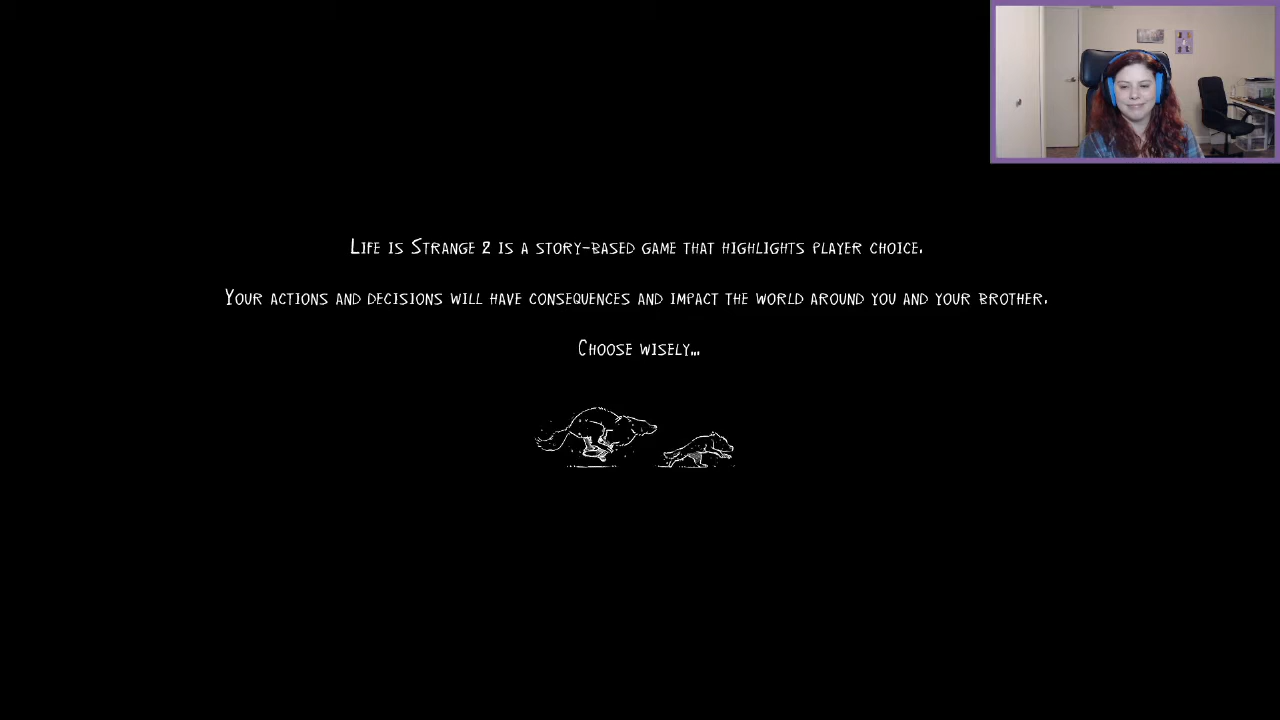 Life is Strange 2 is a story-based game that highlights player choice.
Your actions and decisions will have consequences and impact the world around you and your brother.
Choose wisely...